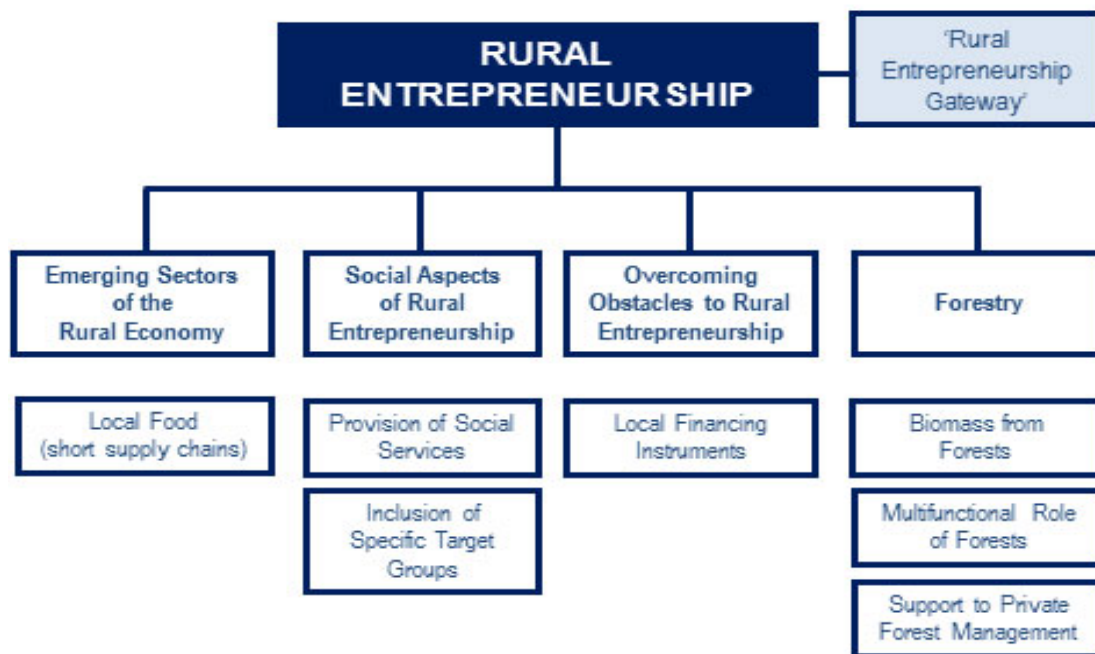 RURAL
ENTREPRENEURSHIP
‘Rural
Entrepreneurship
Gateway’
Emerging Sectors
of the
Rural Economy
Social Aspects
of Rural
Entrepreneurship
Overcoming
Obstacles to Rural
Entrepreneurship
Forestry
Local Food
(short supply chains)
Provision of Social
Services
Local Financing
Instruments
Biomass from
Forests
Inclusion of
Specific Target
Groups
Multifunctional Role
of Forests
Support to Private
Forest Management